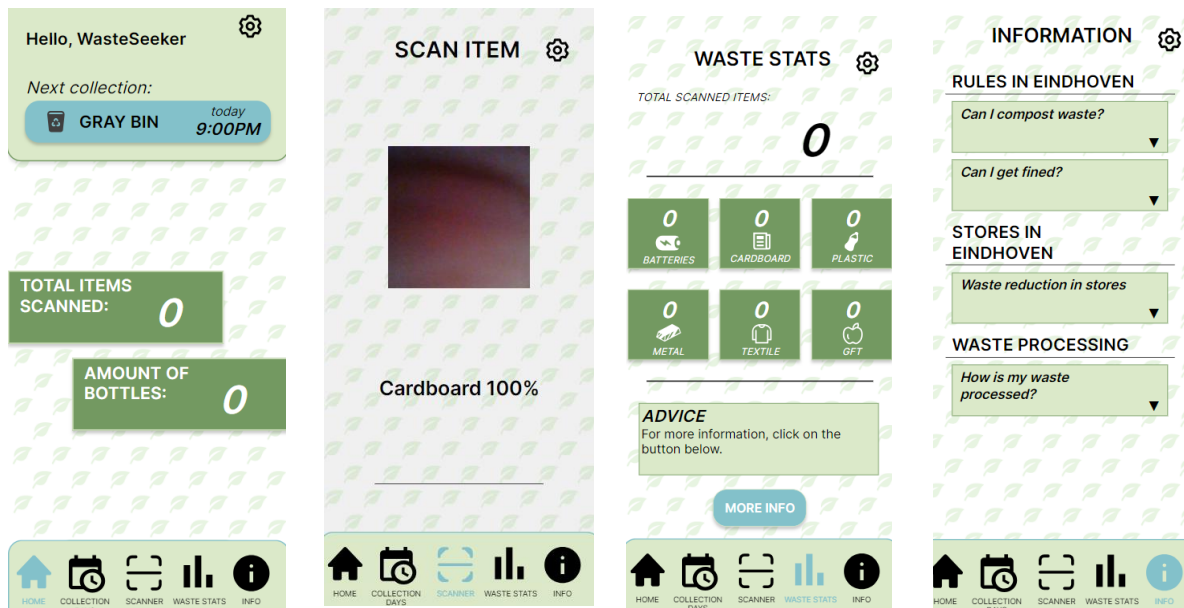 Hello, WasteSeeker
Next collection:
GRAY BIN
today
9:00PM
TOTAL ITEMS
SCANNED:
0
AMOUNT OF
BOTTLES:
0
HOME
COLLECTION
SCANNER
WASTE STATS
INFO
SCAN ITEM
Cardboard 100%
HOME
COLLECTION
DAYS
SCANNER
WASTE STATS
INFO
WASTE STATS
TOTAL SCANNED ITEMS:
0
0
BATTERIES
0
CARDBOARD
0
PLASTIC
0
METAL
0
TEXTILE
0
GFT
ADVICE
For more information, click on the
button below.
MORE INFO
HOME
COLLECTION
DAYS
SCANNER
WASTE STATS
INFO
INFORMATION
RULES IN EINDHOVEN
Can I compost waste?
Can I get fined?
STORES IN
EINDHOVEN
Waste reduction in stores
WASTE PROCESSING
How is my waste
processed?
HOME
COLLECTION
SCANNER
WASTE STATS
INFO